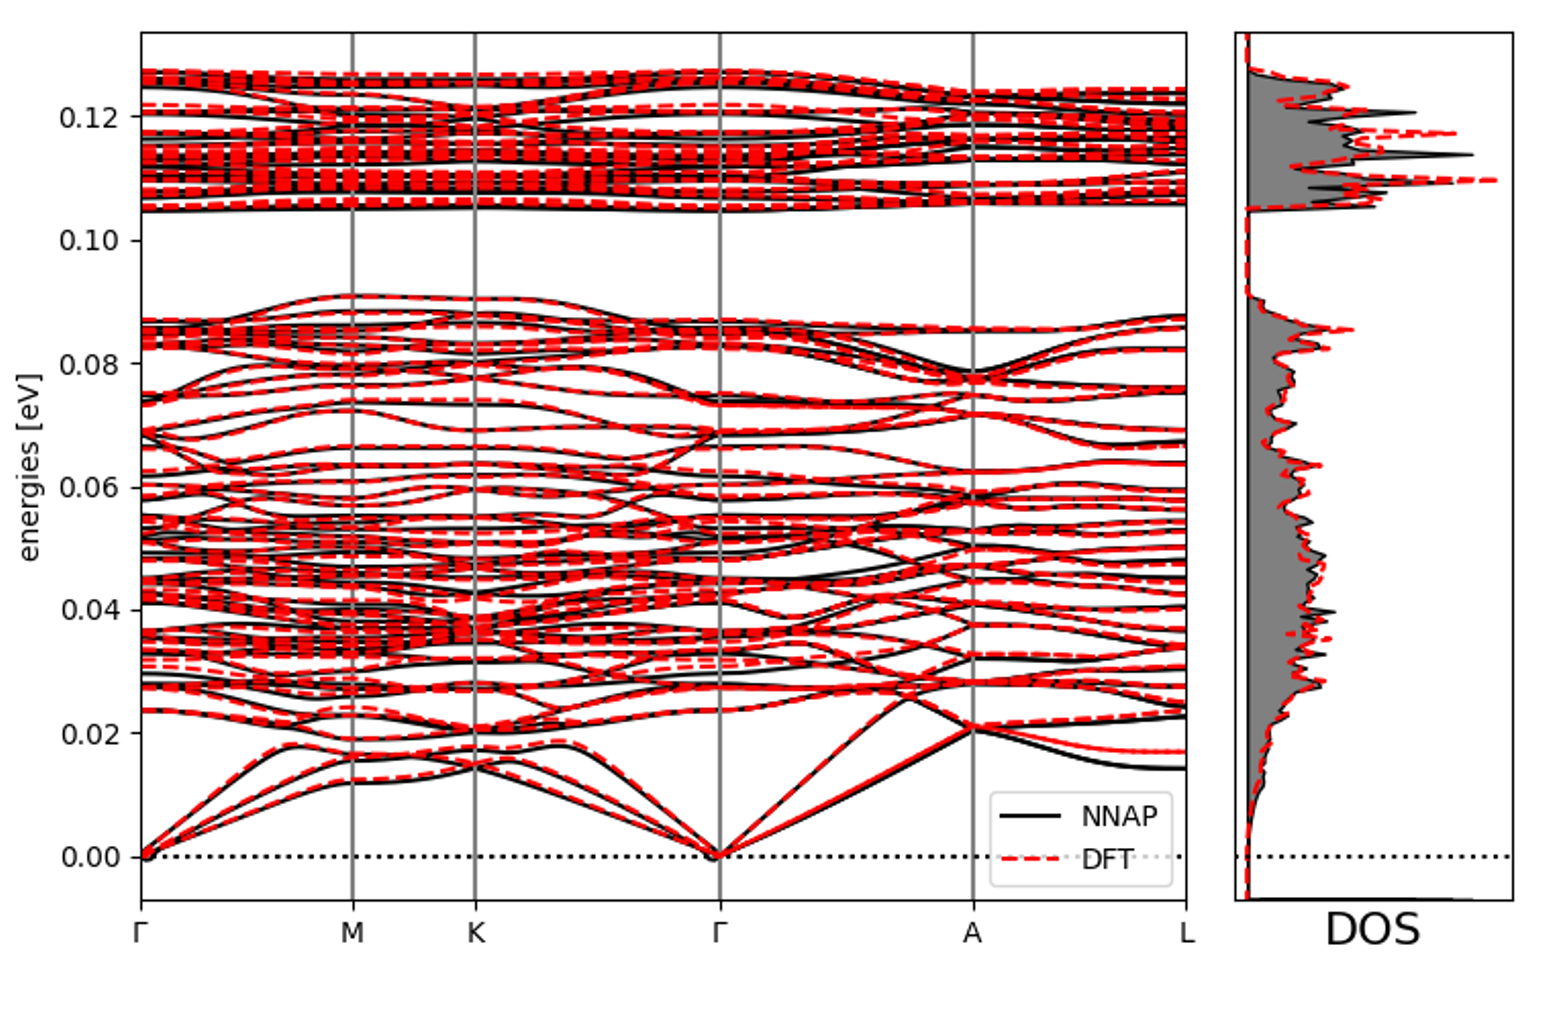 energies [eV]
0.12
0.10
0.08
0.06
0.04
0.02
0.00
Γ M K Γ A L
NNAP
DFT
DOS